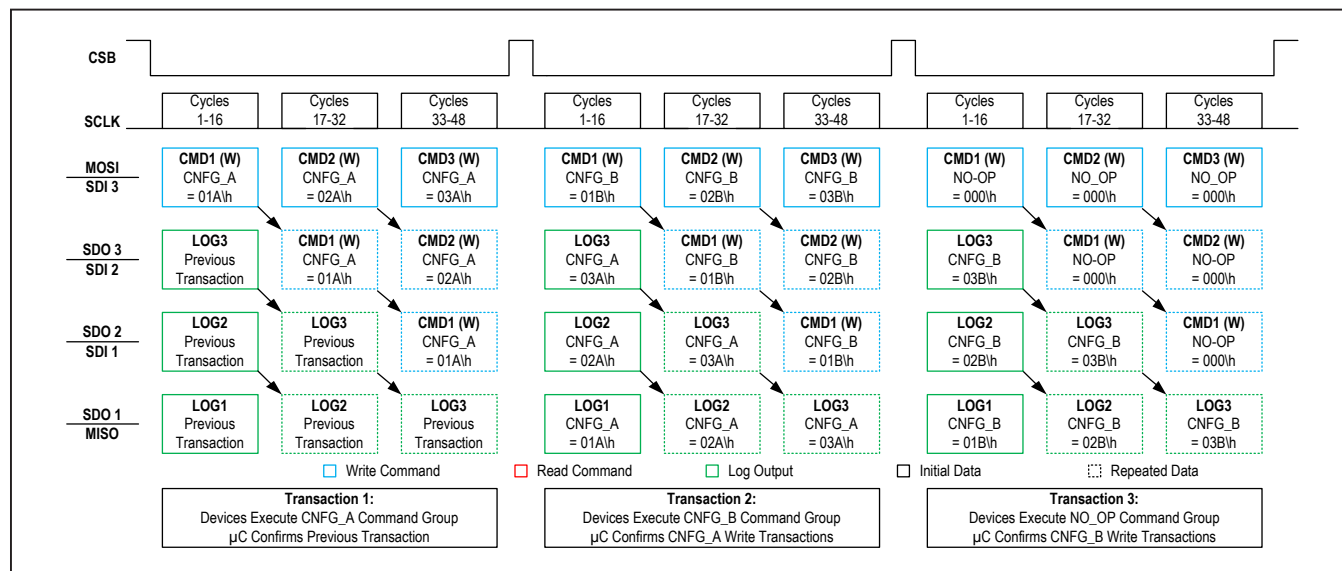 CSB
Cycles Cycles Cycles Cycles Cycles Cycles Cycles Cycles Cycles
1-16 17-32 33-48 1-16 17-32 33-48 1-16 17-32 33-48
SCLK
MOSI
SDI 3
CMD1 (W) CMD2 (W) CMD3 (W) CMD1 (W) CMD2 (W) CMD3 (W) CMD1 (W) CMD2 (W) CMD3 (W)
CNFG_A CNFG_A CNFG_A CNFG_B CNFG_B CNFG_B NO-OP NO_OP NO_OP
= 01A\h = 02A\h = 03A\h = 01B\h = 02B\h = 03B\h = 000\h = 000\h = 000\h
SDO 3
SDI 2
LOG3 CMD1 (W) CMD2 (W) LOG3 CMD1 (W) CMD2 (W) LOG3 CMD1 (W) CMD2 (W)
Previous CNFG_A CNFG_A CNFG_A CNFG_B CNFG_B CNFG_B NO-OP NO-OP
Transaction = 01A\h = 02A\h = 03A\h = 01B\h = 02B\h = 03B\h = 000\h = 000\h
SDO 2
SDI 1
LOG2 LOG3 CMD1 (W) LOG2 LOG3 CMD1 (W) LOG2 LOG3 CMD1 (W)
Previous Previous CNFG_A CNFG_A CNFG_A CNFG_B CNFG_B CNFG_B NO-OP
Transaction Transaction = 01A\h = 02A\h = 03A\h = 01B\h = 02B\h = 03B\h = 000\h
SDO 1
MISO
LOG1 LOG2 LOG3 LOG1 LOG2 LOG3 LOG1 LOG2 LOG3
Previous Previous Previous CNFG_A CNFG_A CNFG_A CNFG_B CNFG_B CNFG_B
Transaction Transaction Transaction = 01A\h = 02A\h = 03A\h = 01B\h = 02B\h = 03B\h
Write Command Read Command Log Output Initial Data Repeated Data
Transaction 1:
Devices Execute CNFG_A Command Group
µC Confirms Previous Transaction
Transaction 2:
Devices Execute CNFG_B Command Group
µC Confirms CNFG_A Write Transactions
Transaction 3:
Devices Execute NO_OP Command Group
µC Confirms CNFG_B Write Transactions